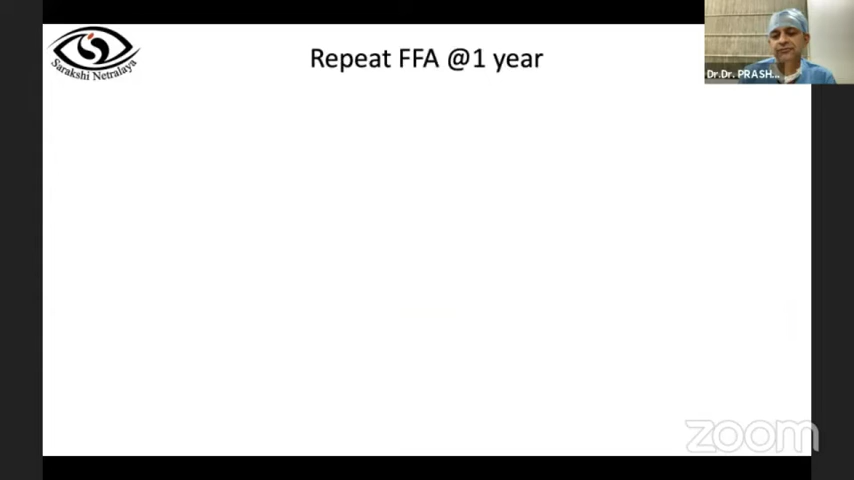 Sarakshi Netralaya
Repeat FFA @1 year
Dr.Dr. PRASH...
zoom